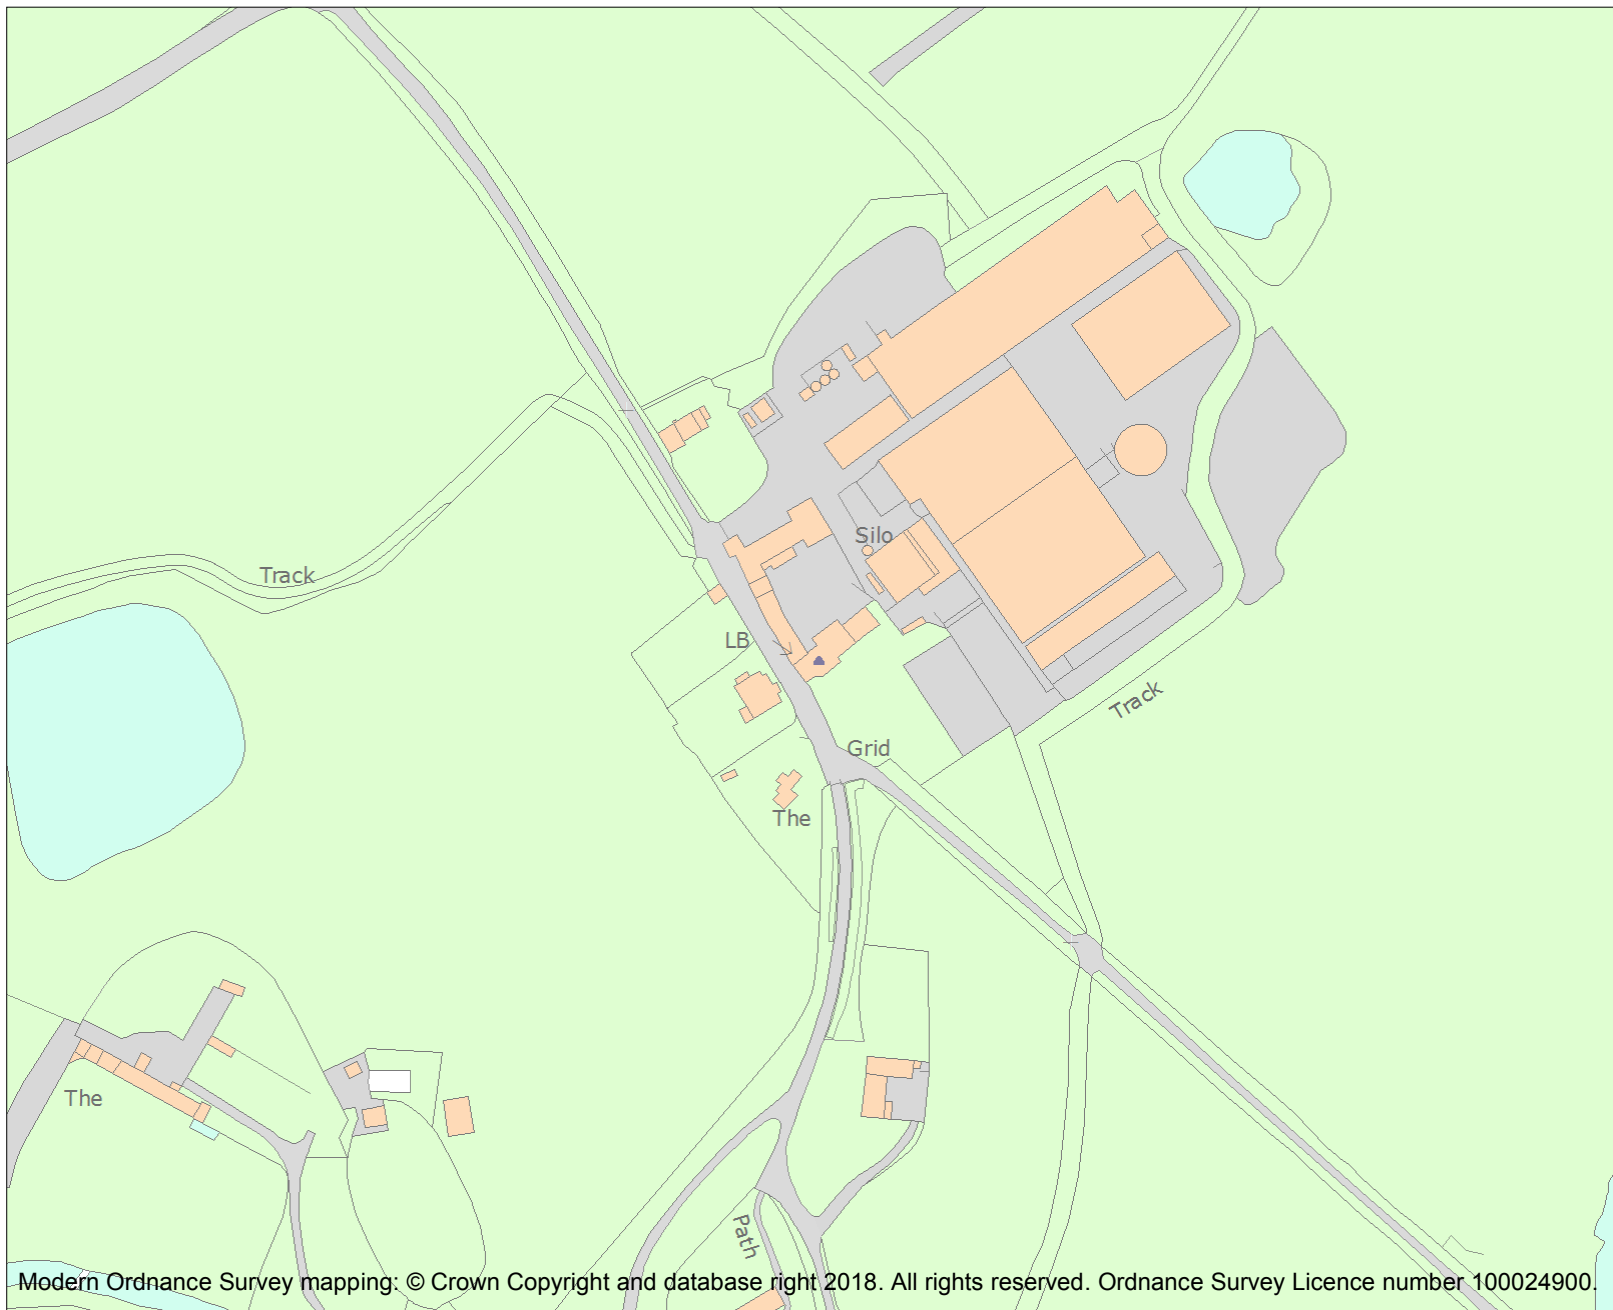 Silo
Track
LB
Track
Grid
The
The
Path
Modern Ordnance Survey mapping: © Crown Copyright and database right 2018. All rights reserved. Ordnance Survey Licence number 100024900.